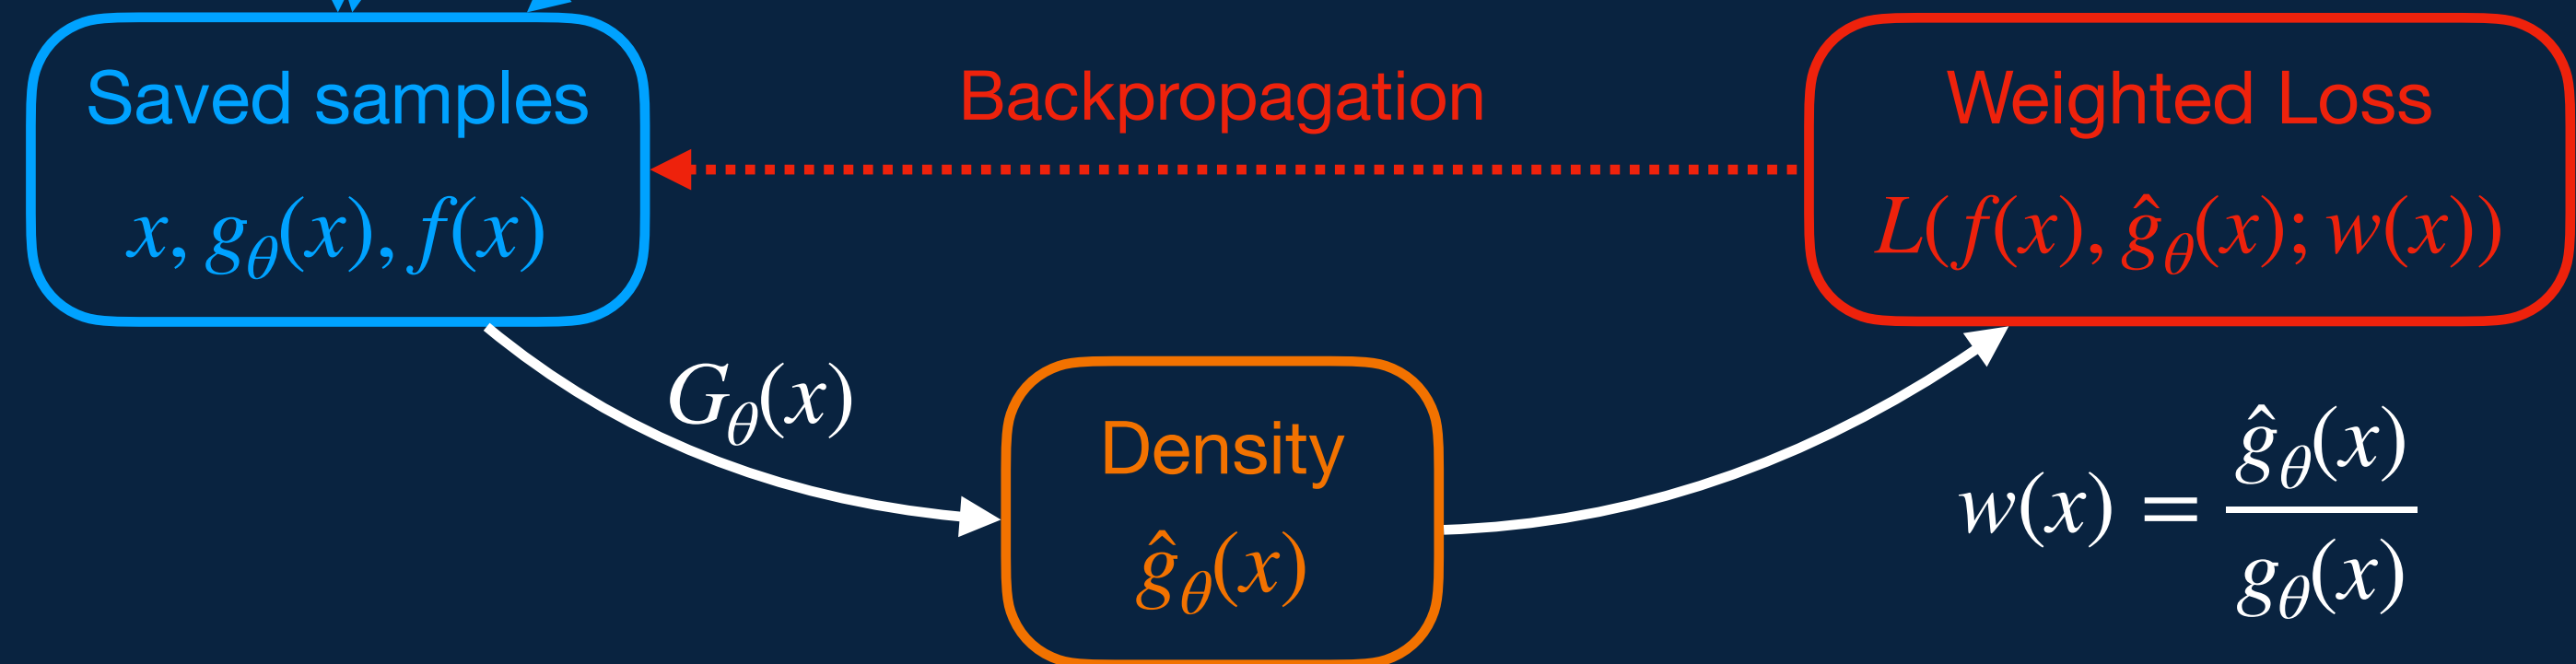 Saved samples
x, g_θ(x), f(x)
Backpropagation
Weighted Loss
L(f(x), ĝ_θ(x); w(x))
G_θ(x)
Density
ĝ_θ(x)
w(x) = ĝ_θ(x) / g_θ(x)